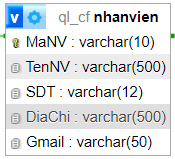 v ql_cf nhanvien
MaNV : varchar(10)
TenNV : varchar(500)
SDT : varchar(12)
DiaChi : varchar(500)
Gmail : varchar(50)